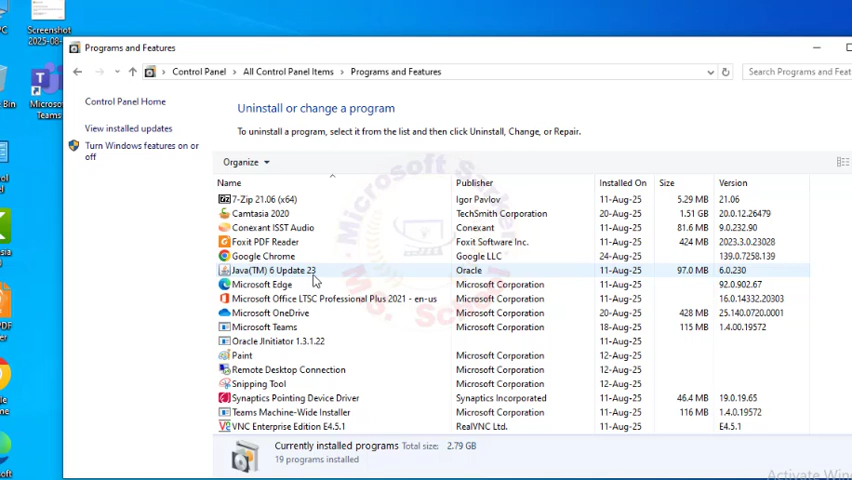 PC
Screenshot
2025-08-
Bin
Microsoft
Teams
Programs and Features
Control Panel
All Control Panel Items
Programs and Features
Search Programs and Feat
Control Panel Home
View installed updates
Turn Windows features on or
off
Uninstall or change a program
To uninstall a program, select it from the list and then click Uninstall, Change, or Repair.
Organize
Name Publisher Installed On Size Version
7-Zip 21.06 (x64) Igor Pavlov 11-Aug-25 5.29 MB 21.06
Camtasia 2020 TechSmith Corporation 20-Aug-25 1.51 GB 20.0.12.26479
Conexant ISST Audio Conexant 11-Aug-25 81.6 MB 9.0.232.90
Foxit PDF Reader Foxit Software Inc. 11-Aug-25 424 MB 2023.3.0.23028
Google Chrome Google LLC 24-Aug-25 139.0.7258.139
Java(TM) 6 Update 23 Oracle 11-Aug-25 97.0 MB 6.0.230
Microsoft Edge Microsoft Corporation 11-Aug-25 92.0.902.67
Microsoft Office LTSC Professional Plus 2021 - en-us Microsoft Corporation 11-Aug-25 16.0.14332.20303
Microsoft OneDrive Microsoft Corporation 20-Aug-25 428 MB 25.140.0720.0001
Microsoft Teams Microsoft Corporation 18-Aug-25 115 MB 1.4.00.19572
Oracle JInitiator 1.3.1.22 11-Aug-25
Paint Microsoft Corporation 12-Aug-25
Remote Desktop Connection Microsoft Corporation 12-Aug-25
Snipping Tool Microsoft Corporation 12-Aug-25
Synaptics Pointing Device Driver Synaptics Incorporated 11-Aug-25 46.4 MB 19.0.19.65
Teams Machine-Wide Installer Microsoft Corporation 11-Aug-25 116 MB 1.4.0.19572
VNC Enterprise Edition E4.5.1 RealVNC Ltd. 11-Aug-25 E4.5.1
Currently installed programs Total size: 2.79 GB
19 programs installed